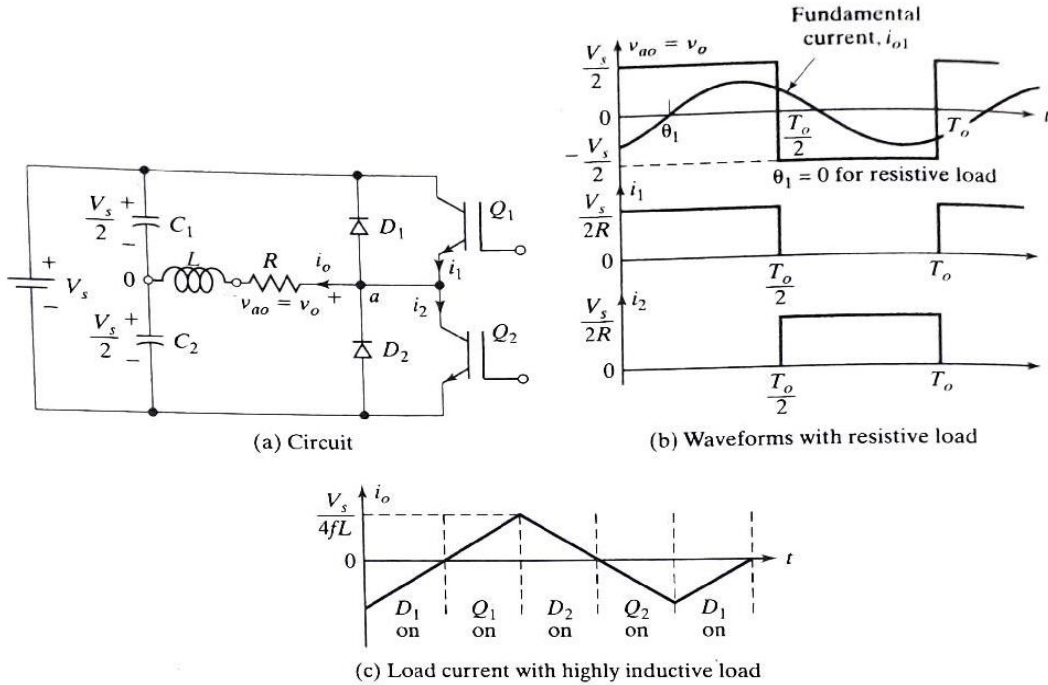 V_s/2 + −
C_1
V_s + −
0
L
R
i_o
v_ao = v_o +
a
D_1
Q_1
i_1
i_2
V_s/2 + −
C_2
D_2
Q_2
(a) Circuit
Fundamental
current, i_o1
v_ao = v_o
V_s/2
0
θ_1
T_o/2
T_o
t
− V_s/2
θ_1 = 0 for resistive load
i_1
V_s/2R
0
T_o/2
T_o
i_2
V_s/2R
0
T_o/2
T_o
(b) Waveforms with resistive load
i_o
V_s/4fL
0
t
D_1 Q_1 D_2 Q_2 D_1
on on on on on
(c) Load current with highly inductive load